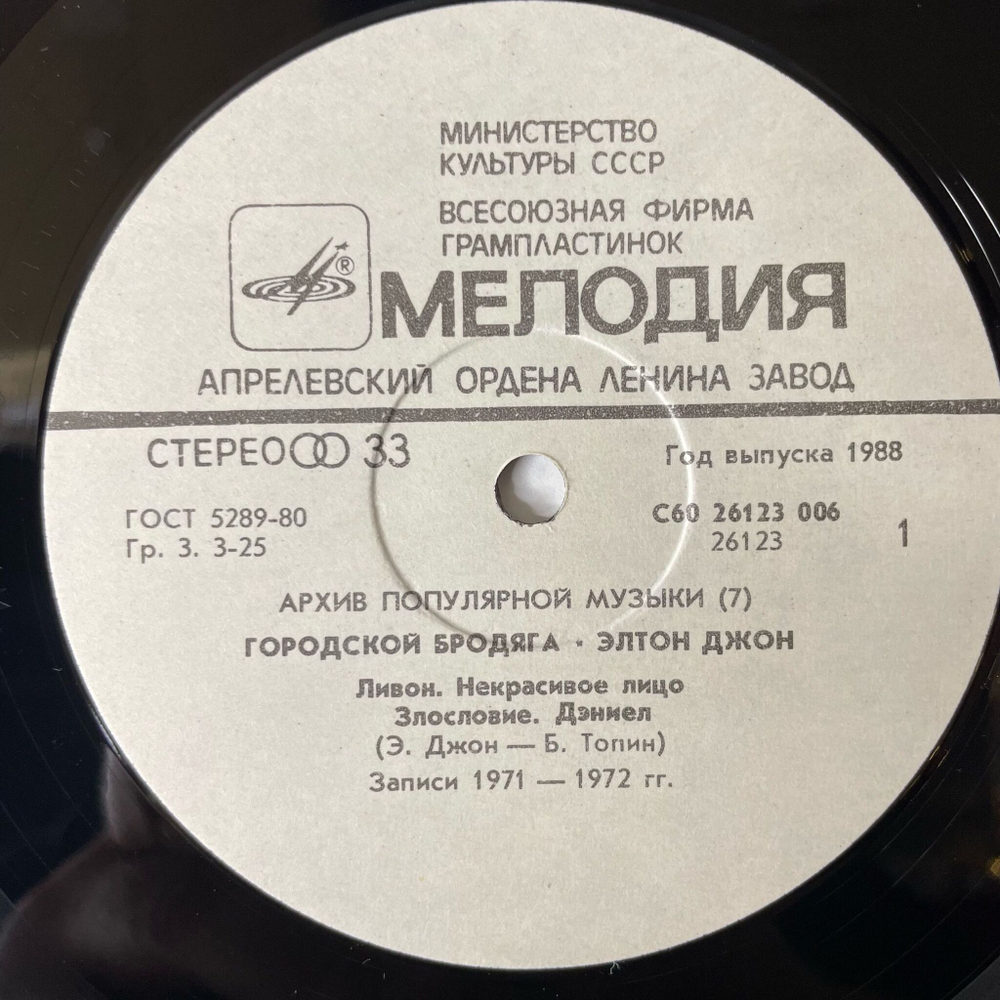 МИНИСТЕРСТВО
КУЛЬТУРЫ СССР
ВСЕСОЮЗНАЯ ФИРМА
ГРАМПЛАСТИНОК
®
МЕЛОДИЯ
АПРЕЛЕВСКИЙ ОРДЕНА ЛЕНИНА ЗАВОД
СТЕРЕО 33
Год выпуска 1988
ГОСТ 5289-80
Гр. 3. 3-25
С60 26123 006
26123
1
АРХИВ ПОПУЛЯРНОЙ МУЗЫКИ (7)
ГОРОДСКОЙ БРОДЯГА · ЭЛТОН ДЖОН
Ливон. Некрасивое лицо
Злословие. Дэниел
(Э. Джон — Б. Топин)
Записи 1971 — 1972 гг.